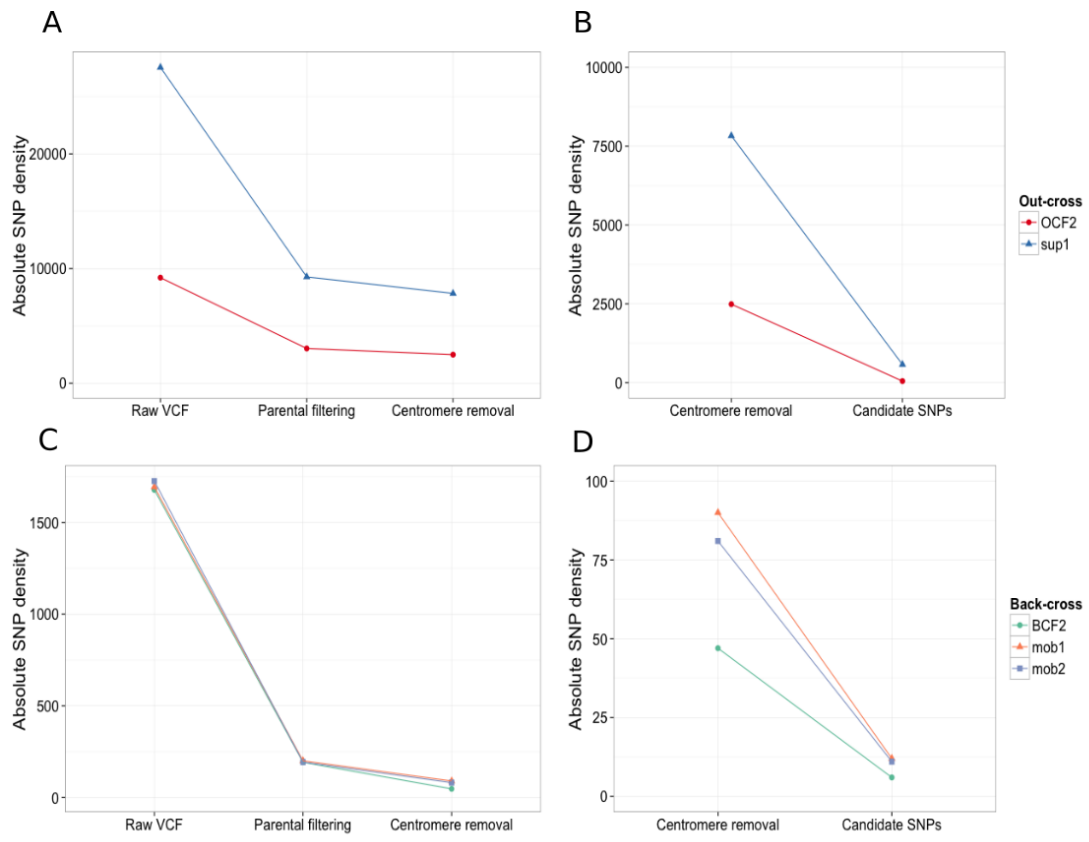 A
Absolute SNP density
20000
10000
0
Raw VCF Parental filtering Centromere removal
B
Absolute SNP density
10000
7500
5000
2500
0
Centromere removal Candidate SNPs
Out-cross
OCF2
sup1
C
Absolute SNP density
1500
1000
500
0
Raw VCF Parental filtering Centromere removal
D
Absolute SNP density
100
75
50
25
0
Centromere removal Candidate SNPs
Back-cross
BCF2
mob1
mob2